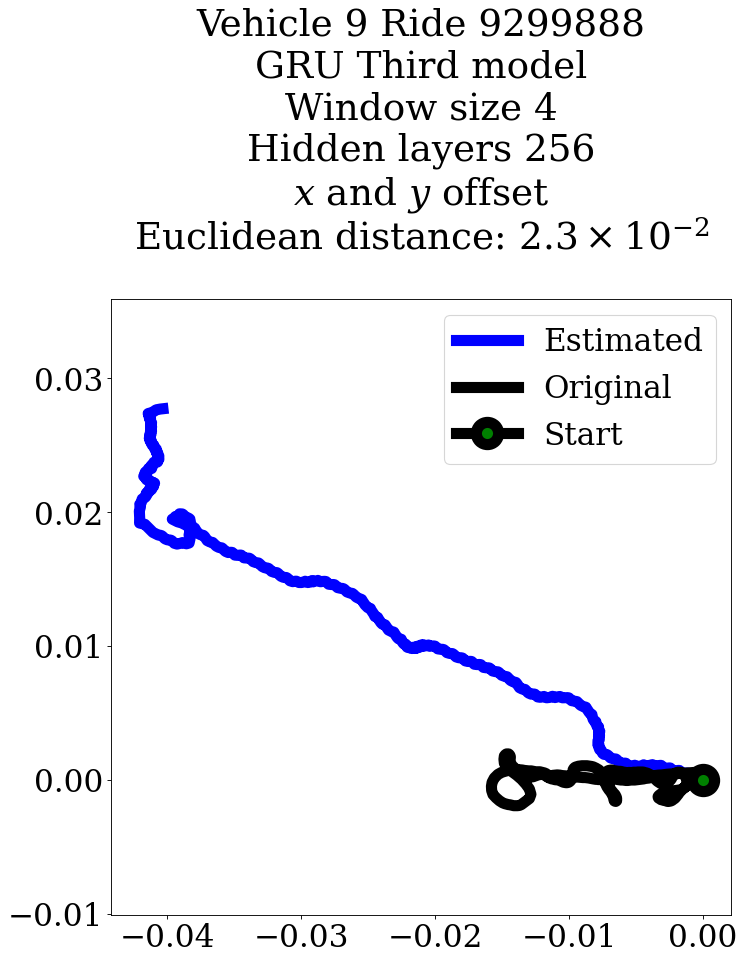 Vehicle 9 Ride 9299888
GRU Third model
Window size 4
Hidden layers 256
x and y offset
Euclidean distance: 2.3 × 10⁻²
Estimated
Original
Start
0.03
0.02
0.01
0.00
−0.01
−0.04 −0.03 −0.02 −0.01 0.00